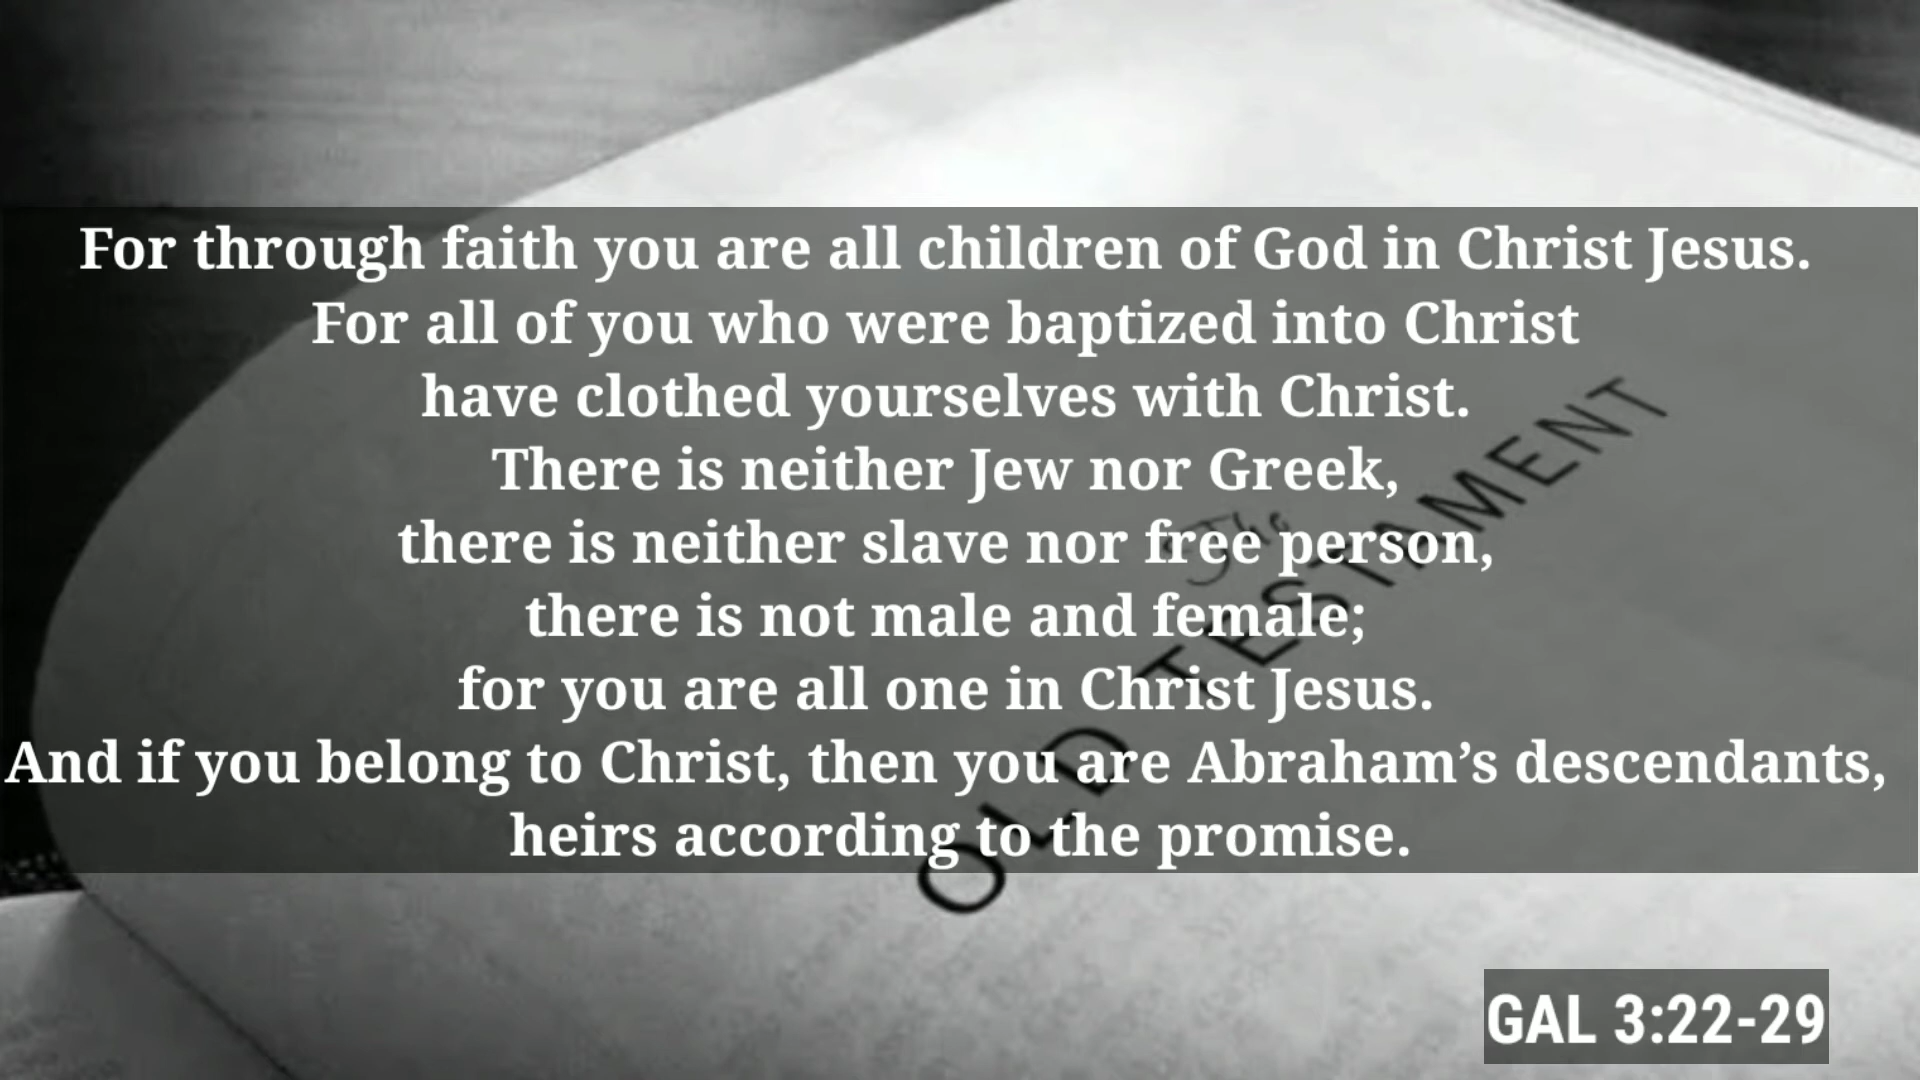 For through faith you are all children of God in Christ Jesus.
For all of you who were baptized into Christ
have clothed yourselves with Christ.
There is neither Jew nor Greek,
there is neither slave nor free person,
there is not male and female;
for you are all one in Christ Jesus.
And if you belong to Christ, then you are Abraham’s descendants,
heirs according to the promise.
The
OLD TESTAMENT
GAL 3:22-29